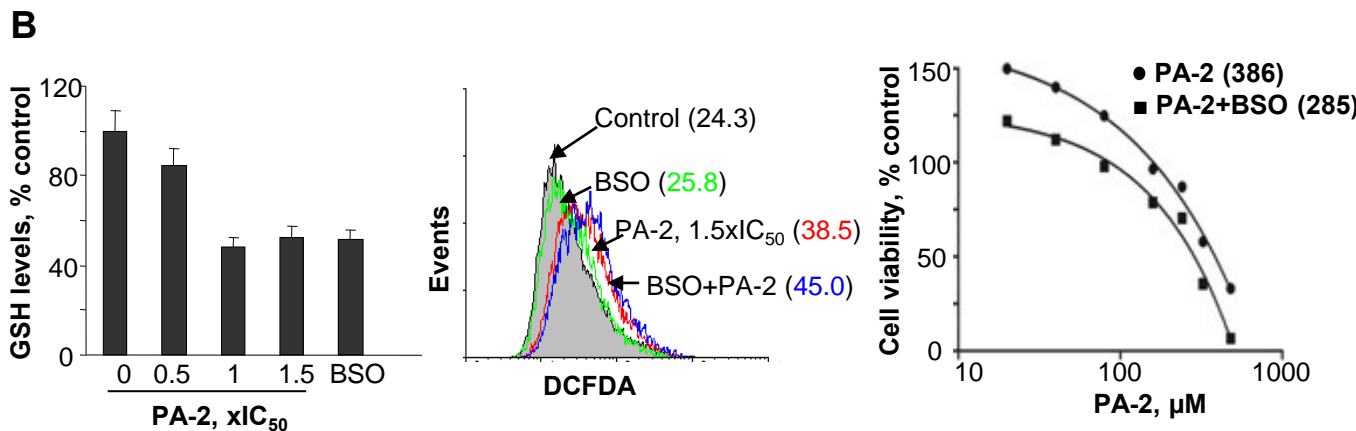 B
GSH levels, % control
120
80
40
0
0 0.5 1 1.5 BSO
PA-2, xIC50
Events
Control (24.3)
BSO (25.8)
PA-2, 1.5xIC50 (38.5)
BSO+PA-2 (45.0)
DCFDA
Cell viability, % control
150
100
50
0
10 100 1000
PA-2, µM
PA-2 (386)
PA-2+BSO (285)